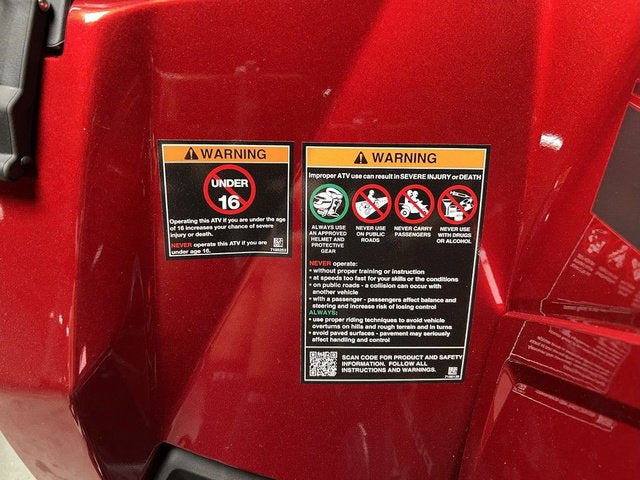 WARNING
UNDER
16
Operating this ATV if you are under the age
of 16 increases your chance of severe
injury or death.
NEVER operate this ATV if you are
under age 16.
WARNING
Improper ATV use can result in SEVERE INJURY or DEATH
ALWAYS USE
AN APPROVED
HELMET AND
PROTECTIVE
GEAR
NEVER USE
ON PUBLIC
ROADS
NEVER CARRY
PASSENGERS
NEVER USE
WITH DRUGS
OR ALCOHOL
NEVER operate:
• without proper training or instruction
• at speeds too fast for your skills or the conditions
• on public roads - a collision can occur with
another vehicle
• with a passenger - passengers affect balance and
steering and increase risk of losing control
ALWAYS:
• use proper riding techniques to avoid vehicle
overturns on hills and rough terrain and in turns
• avoid paved surfaces - pavement may seriously
affect handling and control
SCAN CODE FOR PRODUCT AND SAFETY
INFORMATION. FOLLOW ALL
INSTRUCTIONS AND WARNINGS.